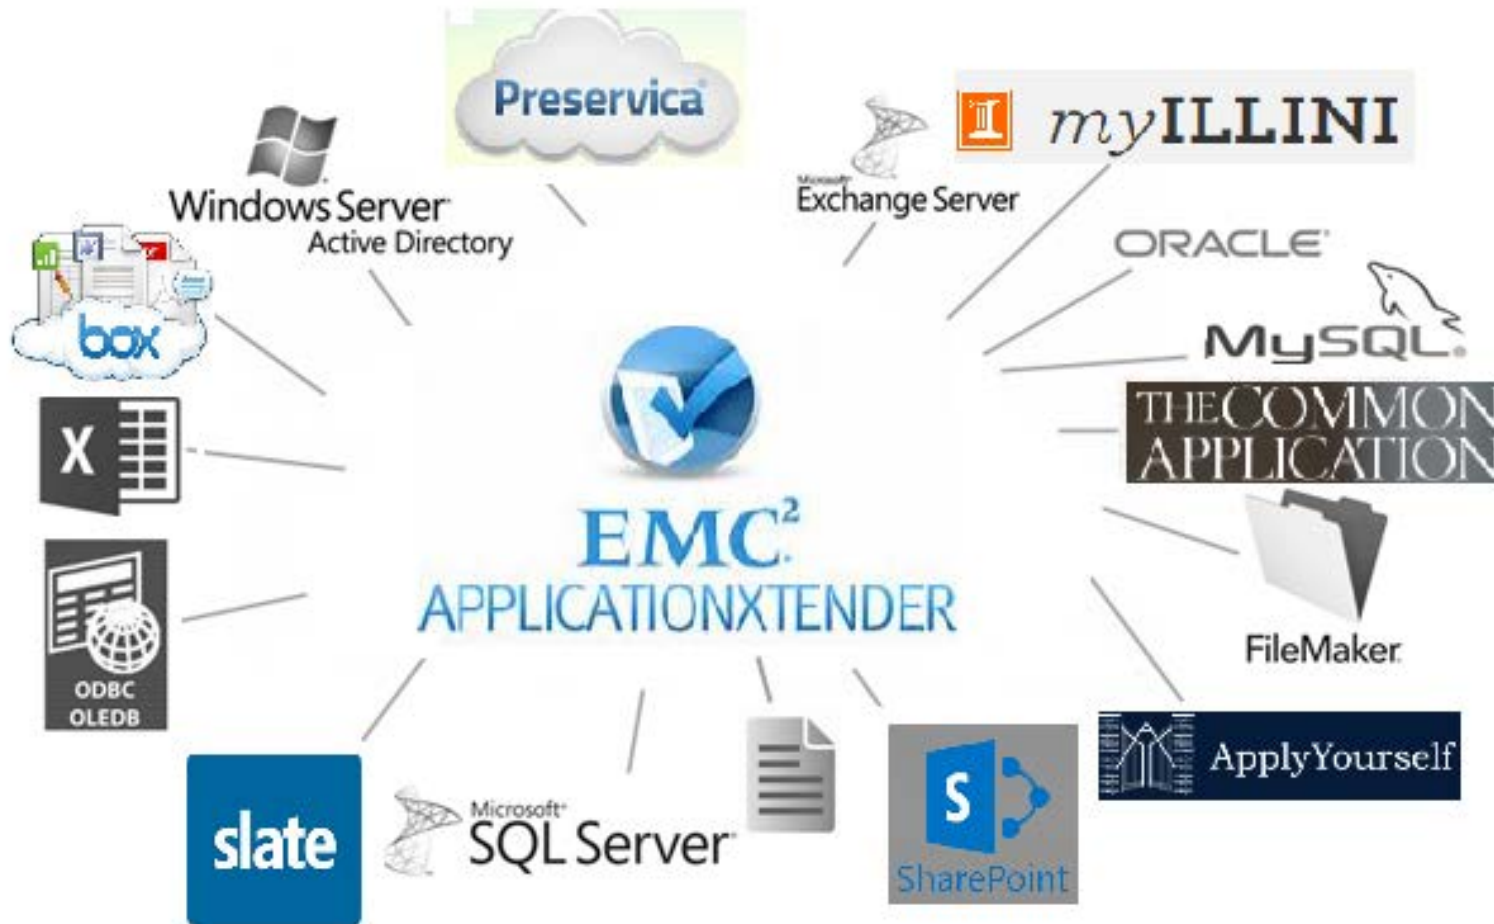 Preservica
Windows Server
Active Directory
Microsoft
Exchange Server
I
myILLINI
ORACLE
box
MySQL
THE COMMON
APPLICATION
X
EMC²
APPLICATIONXTENDER
FileMaker
ODBC
OLEDB
slate
Microsoft
SQL Server
S
SharePoint
ApplyYourself